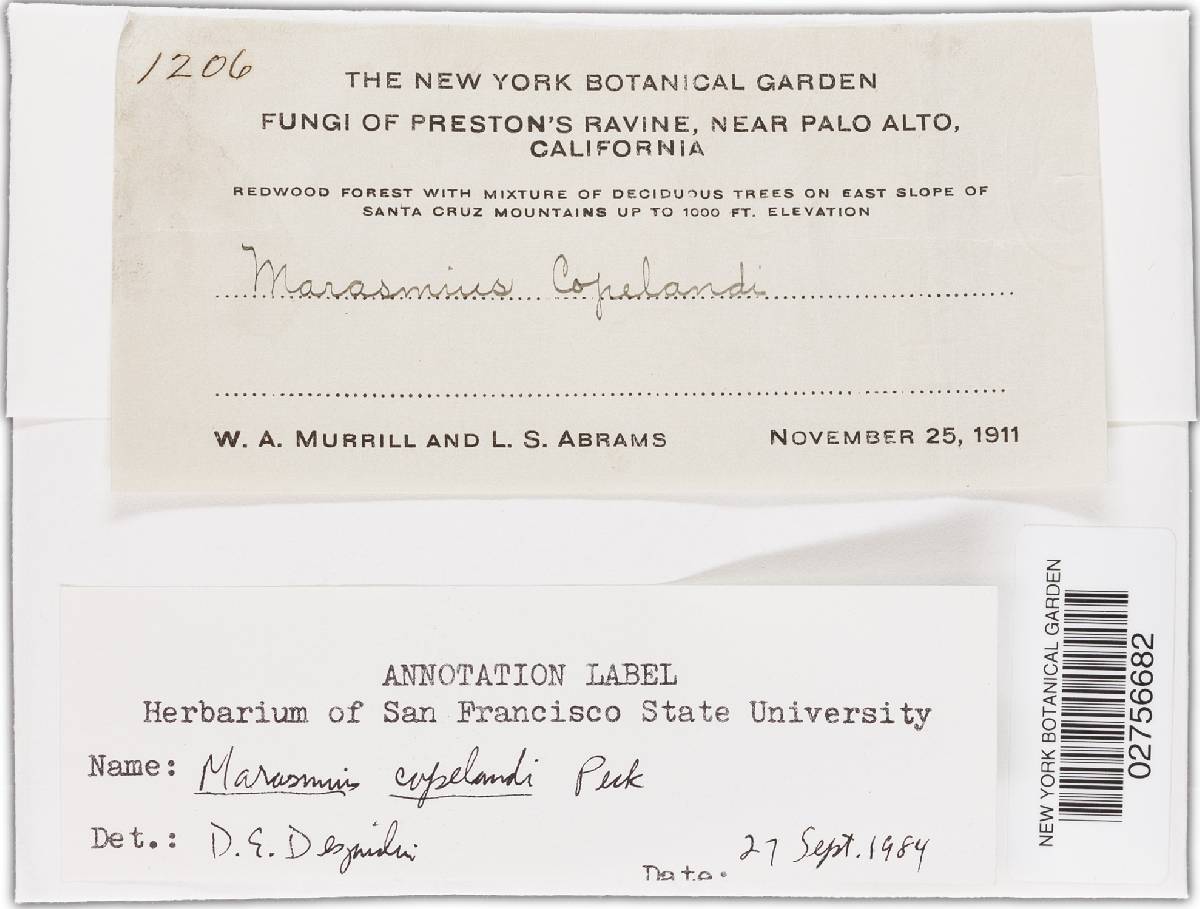 1206
THE NEW YORK BOTANICAL GARDEN
FUNGI OF PRESTON'S RAVINE, NEAR PALO ALTO,
CALIFORNIA
REDWOOD FOREST WITH MIXTURE OF DECIDUOUS TREES ON EAST SLOPE OF
SANTA CRUZ MOUNTAINS UP TO 1000 FT. ELEVATION
Marasmius Copelandi
W. A. MURRILL AND L. S. ABRAMS NOVEMBER 25, 1911
ANNOTATION LABEL
Herbarium of San Francisco State University
Name: Marasmius copelandi Peck
Det.: D. E. Desjardin 27 Sept. 1984
Date:
NEW YORK BOTANICAL GARDEN
02756682